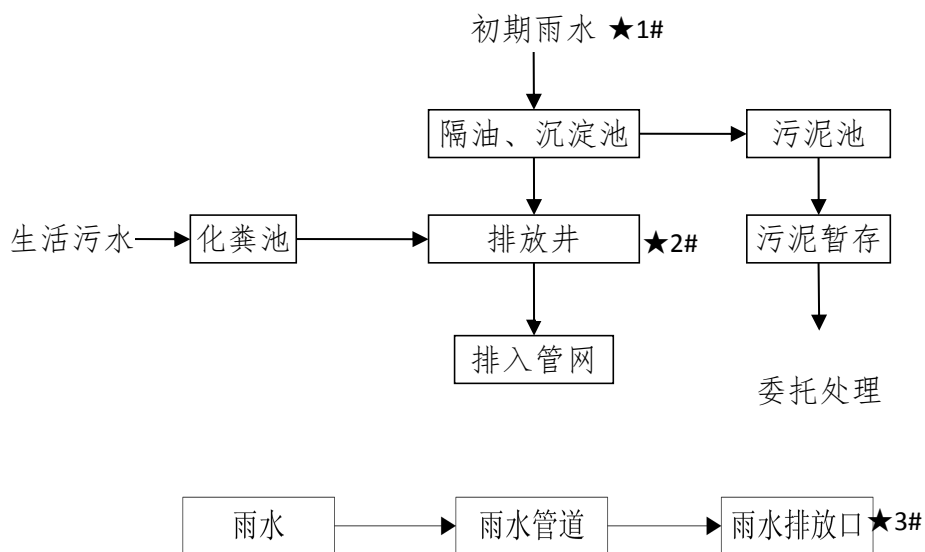 初期雨水 ★1#
隔油、沉淀池
污泥池
生活污水
化粪池
排放井
★2#
污泥暂存
排入管网
委托处理
雨水
雨水管道
雨水排放口
★3#